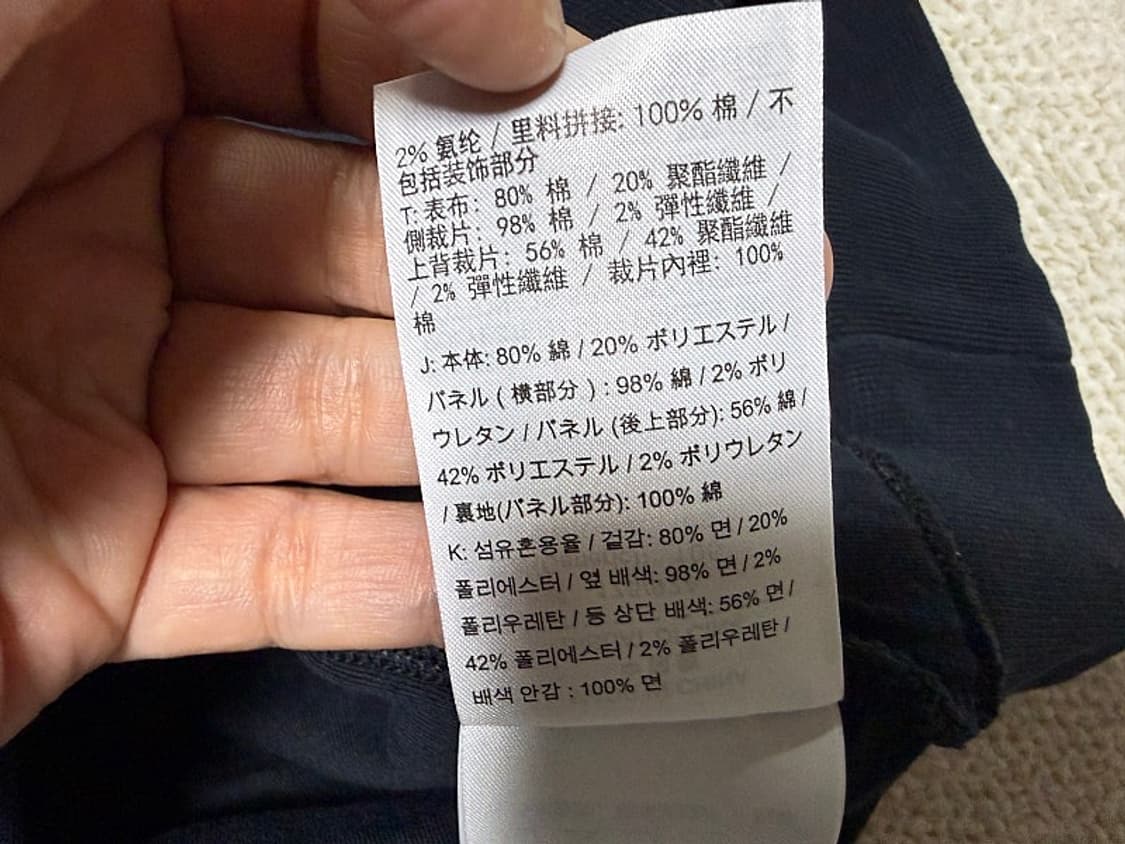 2% 氨纶 / 里料拼接: 100% 棉 / 不
包括装饰部分
T: 表布: 80% 棉 / 20% 聚酯纖維 /
側裁片: 98% 棉 / 2% 彈性纖維 /
上背裁片: 56% 棉 / 42% 聚酯纖維
/ 2% 彈性纖維 / 裁片內裡: 100%
棉
J: 本体: 80% 綿 / 20% ポリエステル /
パネル ( 横部分 ) : 98% 綿 / 2% ポリ
ウレタン / パネル (後上部分): 56% 綿 /
42% ポリエステル / 2% ポリウレタン
/ 裏地(パネル部分): 100% 綿
K: 섬유혼용율 / 겉감: 80% 면 / 20%
폴리에스터 / 옆 배색: 98% 면 / 2%
폴리우레탄 / 등 상단 배색: 56% 면 /
42% 폴리에스터 / 2% 폴리우레탄 /
배색 안감 : 100% 면